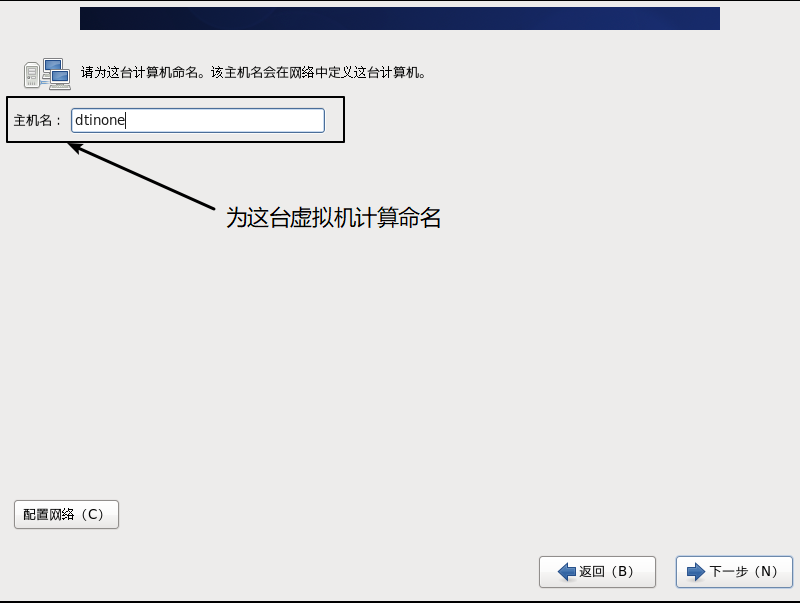 请为这台计算机命名。该主机名会在网络中定义这台计算机。
主机名： dtinone
为这台虚拟机计算命名
配置网络（C）
返回（B） 下一步（N）